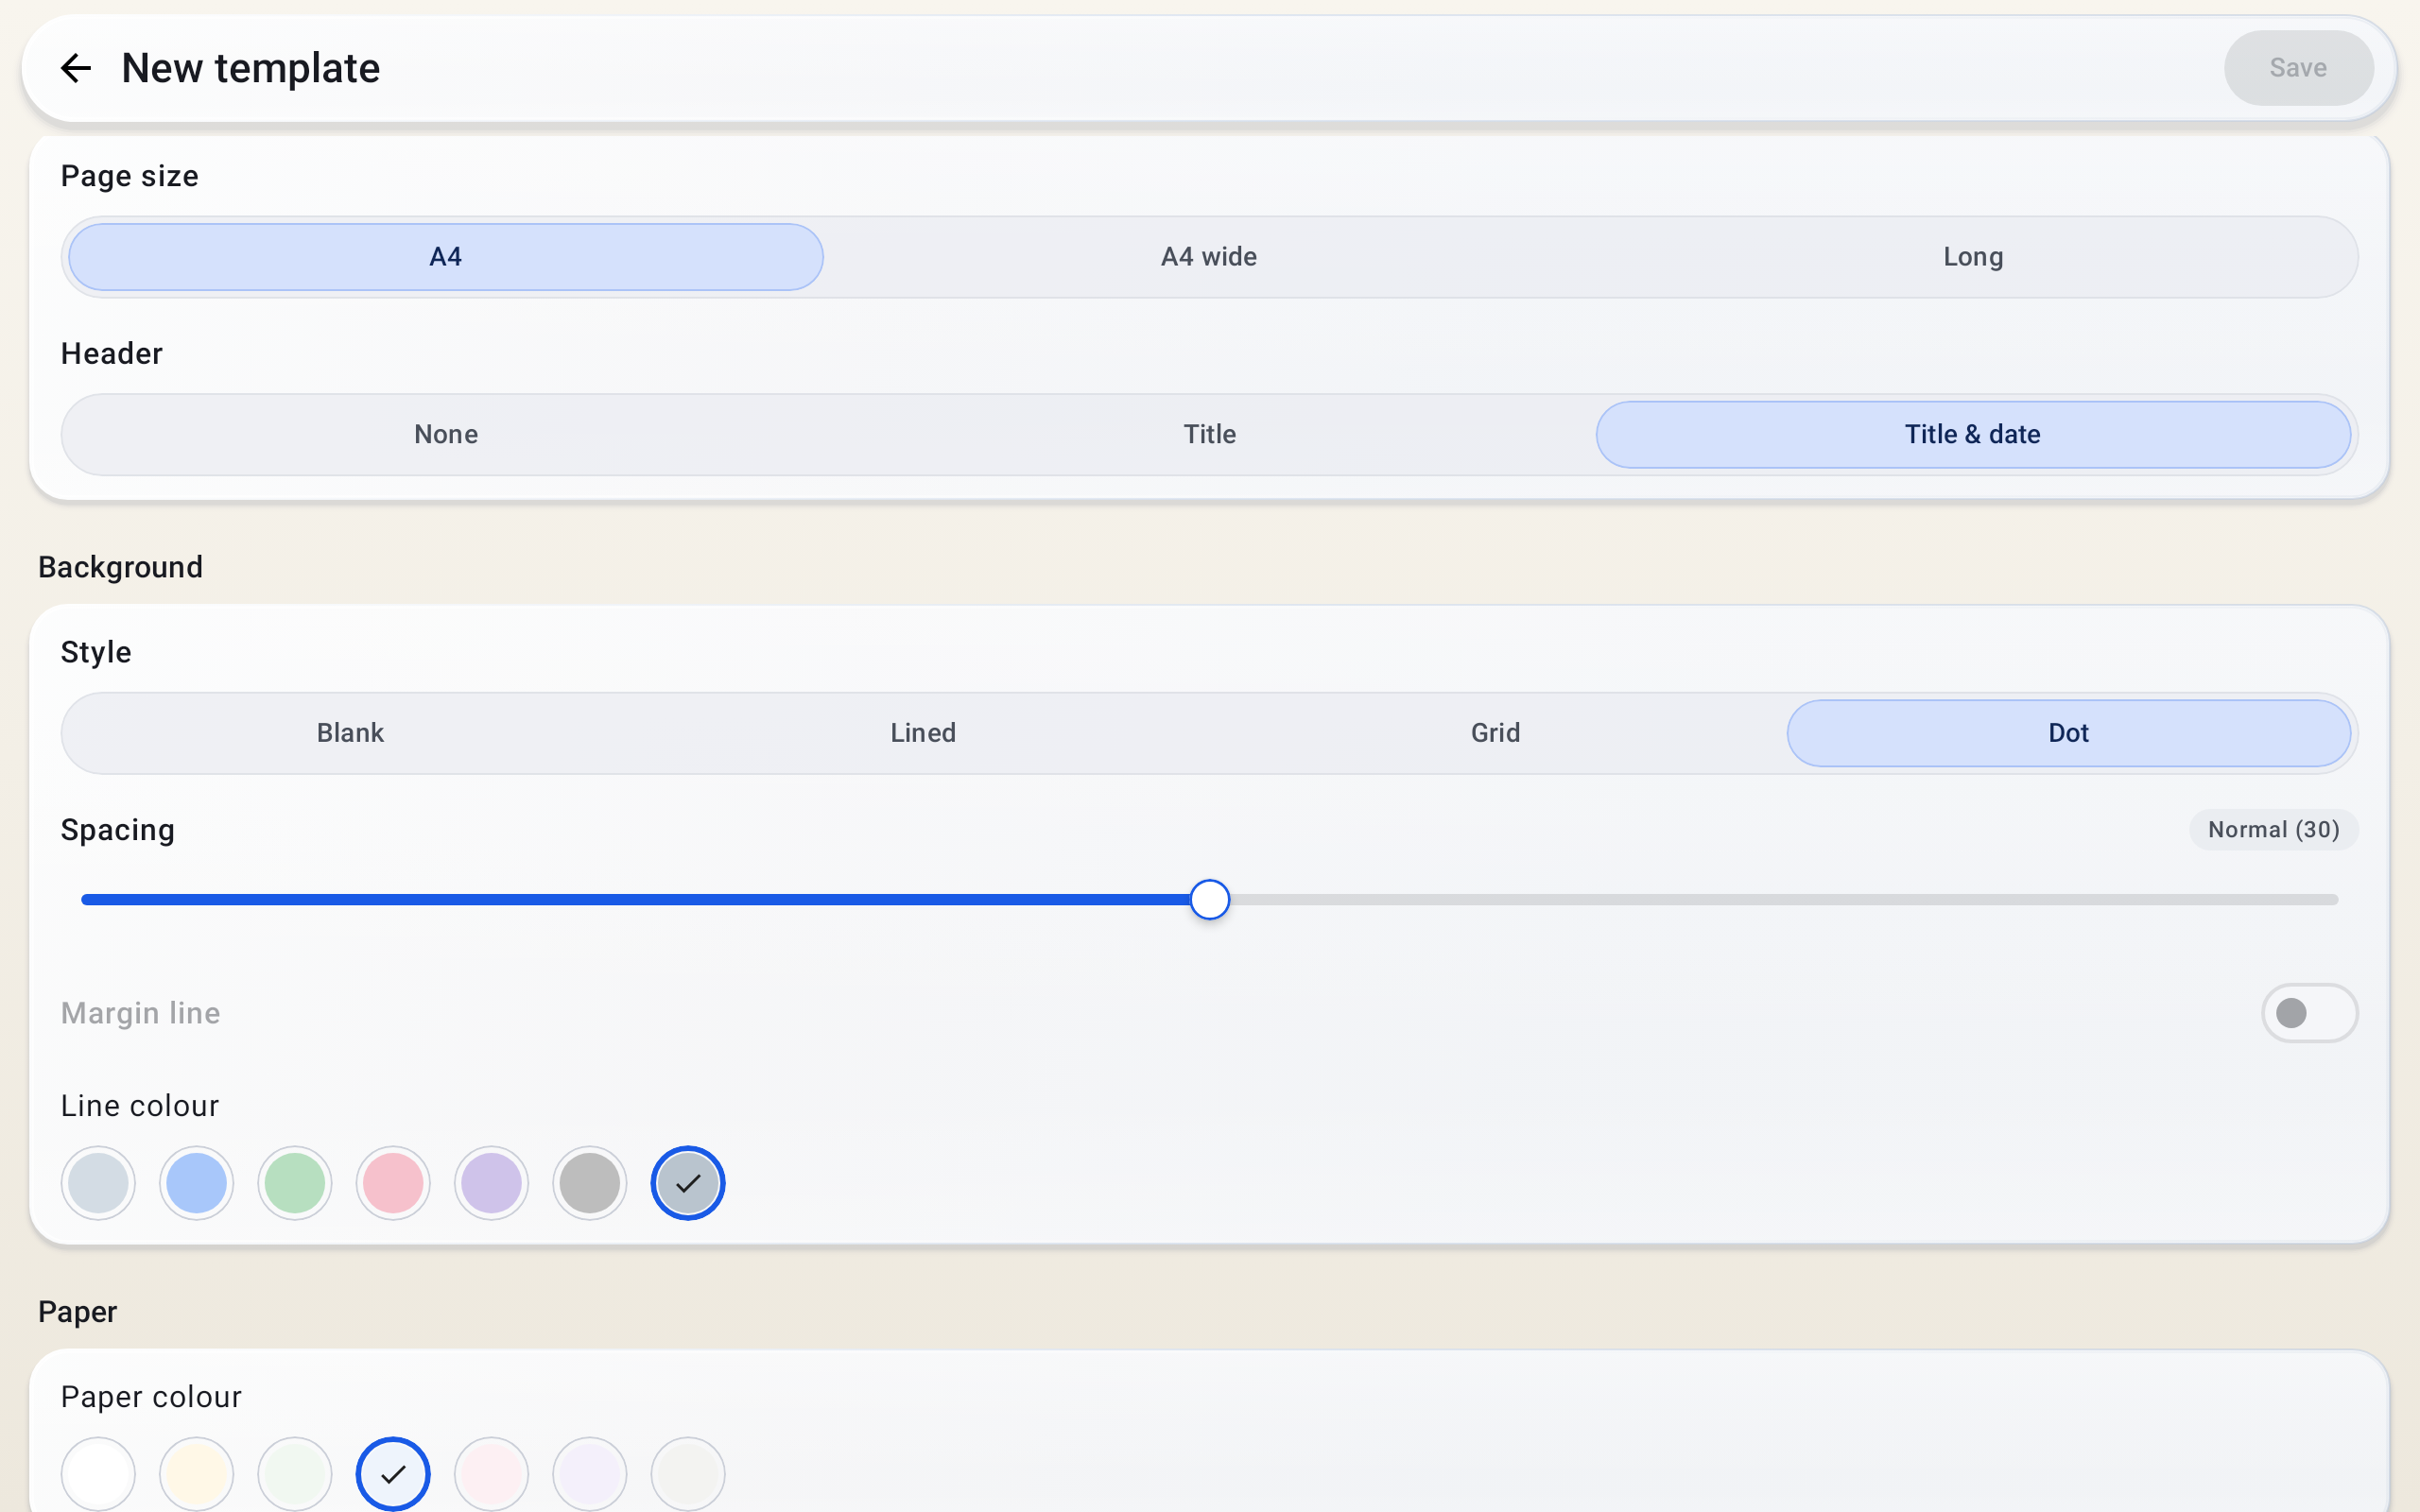 New template
Save
Page size
A4
A4 wide
Long
Header
None
Title
Title & date
Background
Style
Blank
Lined
Grid
Dot
Spacing
Normal (30)
Margin line
Line colour
Paper
Paper colour